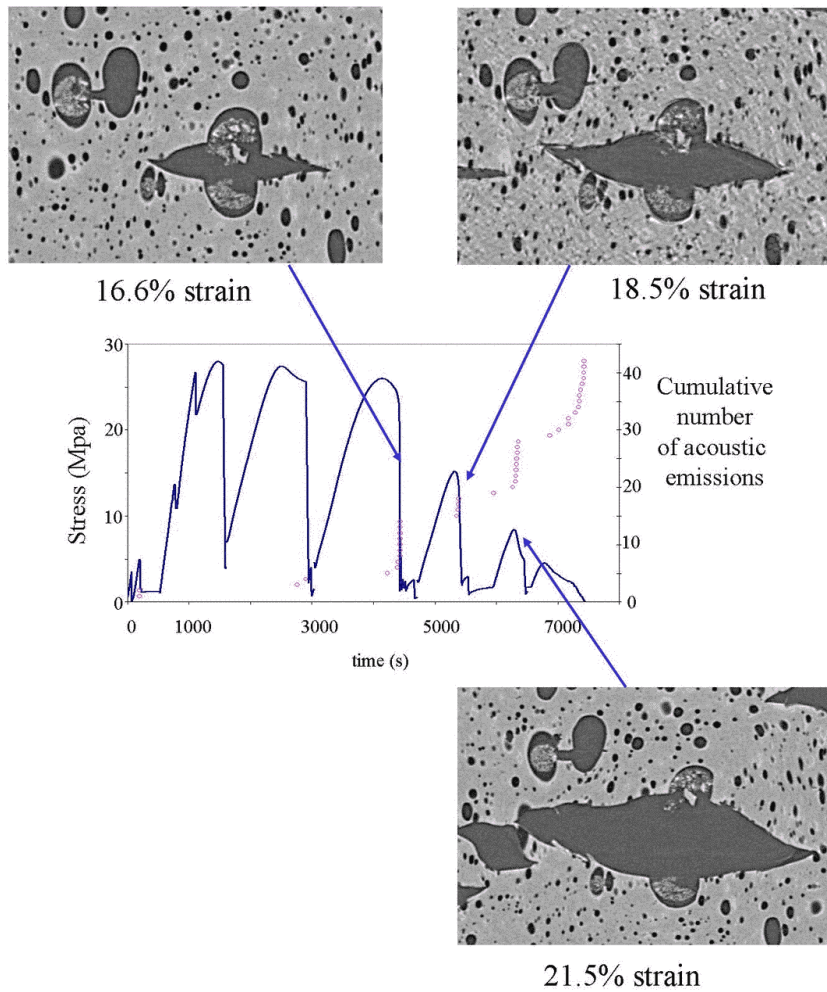 16.6% strain
18.5% strain
30
20
10
0
Stress (Mpa)
0
1000
3000
5000
7000
time (s)
40
30
20
10
0
Cumulative
number
of acoustic
emissions
21.5% strain